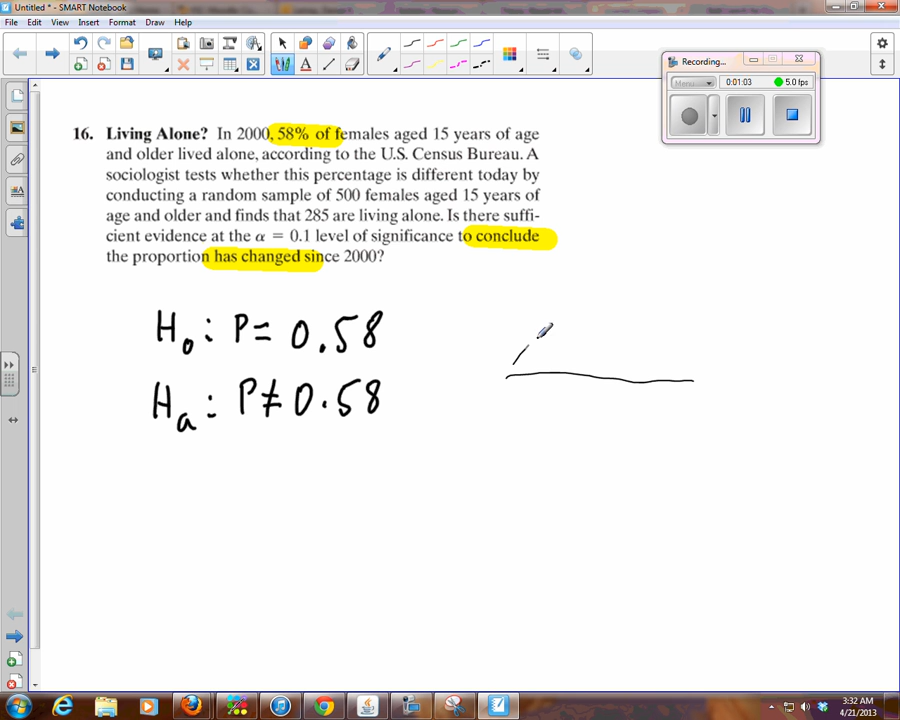 Untitled * - SMART Notebook
File Edit View Insert Format Draw Help
Recording...
Menu
0:01:03
5.0 fps
16. Living Alone? In 2000, 58% of females aged 15 years of age
and older lived alone, according to the U.S. Census Bureau. A
sociologist tests whether this percentage is different today by
conducting a random sample of 500 females aged 15 years of
age and older and finds that 285 are living alone. Is there suffi-
cient evidence at the α = 0.1 level of significance to conclude
the proportion has changed since 2000?
H₀: P = 0.58
Hₐ: P ≠ 0.58
3:32 AM
4/21/2013